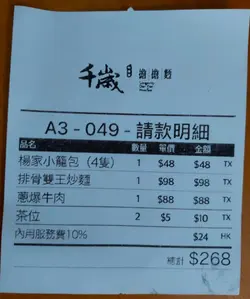 千歲
A3 - 049 - 請款明細
品名 數量 單價 金額
楊家小籠包 (4隻) 1 $48 $48 TX
排骨雙王炒麵 1 $98 $98 TX
蔥爆牛肉 1 $88 $88 TX
茶位 2 $5 $10 TX
內用服務費10% $24 HK
總計 $268